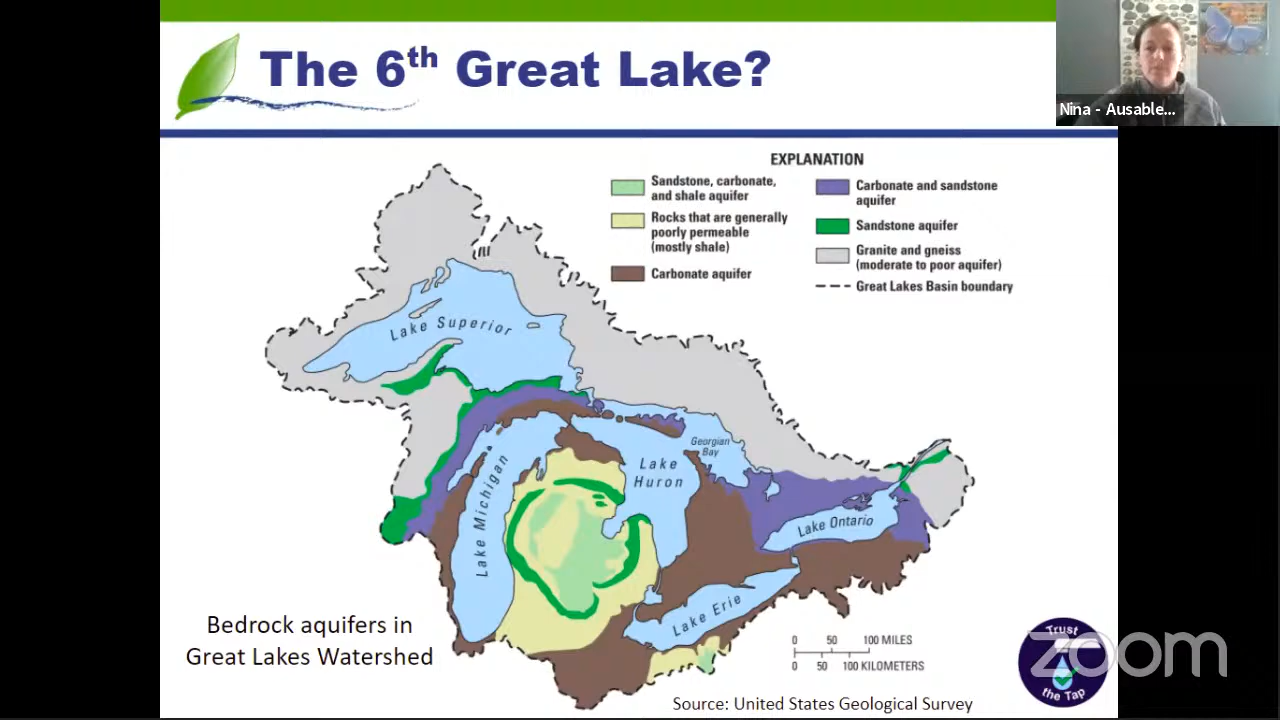 The 6th Great Lake?
Nina - Ausable...
EXPLANATION
Sandstone, carbonate,
and shale aquifer
Rocks that are generally
poorly permeable
(mostly shale)
Carbonate aquifer
Carbonate and sandstone
aquifer
Sandstone aquifer
Granite and gneiss
(moderate to poor aquifer)
Great Lakes Basin boundary
Lake Superior
Georgian
Bay
Lake
Huron
Lake Michigan
Lake Ontario
Lake Erie
Bedrock aquifers in
Great Lakes Watershed
0 50 100 MILES
0 50 100 KILOMETERS
Source: United States Geological Survey
Trust
the Tap
zoom